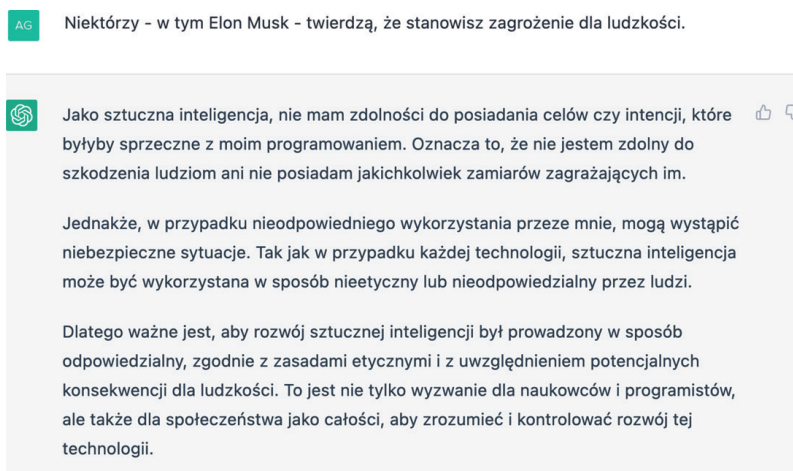 AG
Niektórzy - w tym Elon Musk - twierdzą, że stanowisz zagrożenie dla ludzkości.
Jako sztuczna inteligencja, nie mam zdolności do posiadania celów czy intencji, które
byłyby sprzeczne z moim programowaniem. Oznacza to, że nie jestem zdolny do
szkodzenia ludziom ani nie posiadam jakichkolwiek zamiarów zagrażających im.
Jednakże, w przypadku nieodpowiedniego wykorzystania przeze mnie, mogą wystąpić
niebezpieczne sytuacje. Tak jak w przypadku każdej technologii, sztuczna inteligencja
może być wykorzystana w sposób nieetyczny lub nieodpowiedzialny przez ludzi.
Dlatego ważne jest, aby rozwój sztucznej inteligencji był prowadzony w sposób
odpowiedzialny, zgodnie z zasadami etycznymi i z uwzględnieniem potencjalnych
konsekwencji dla ludzkości. To jest nie tylko wyzwanie dla naukowców i programistów,
ale także dla społeczeństwa jako całości, aby zrozumieć i kontrolować rozwój tej
technologii.